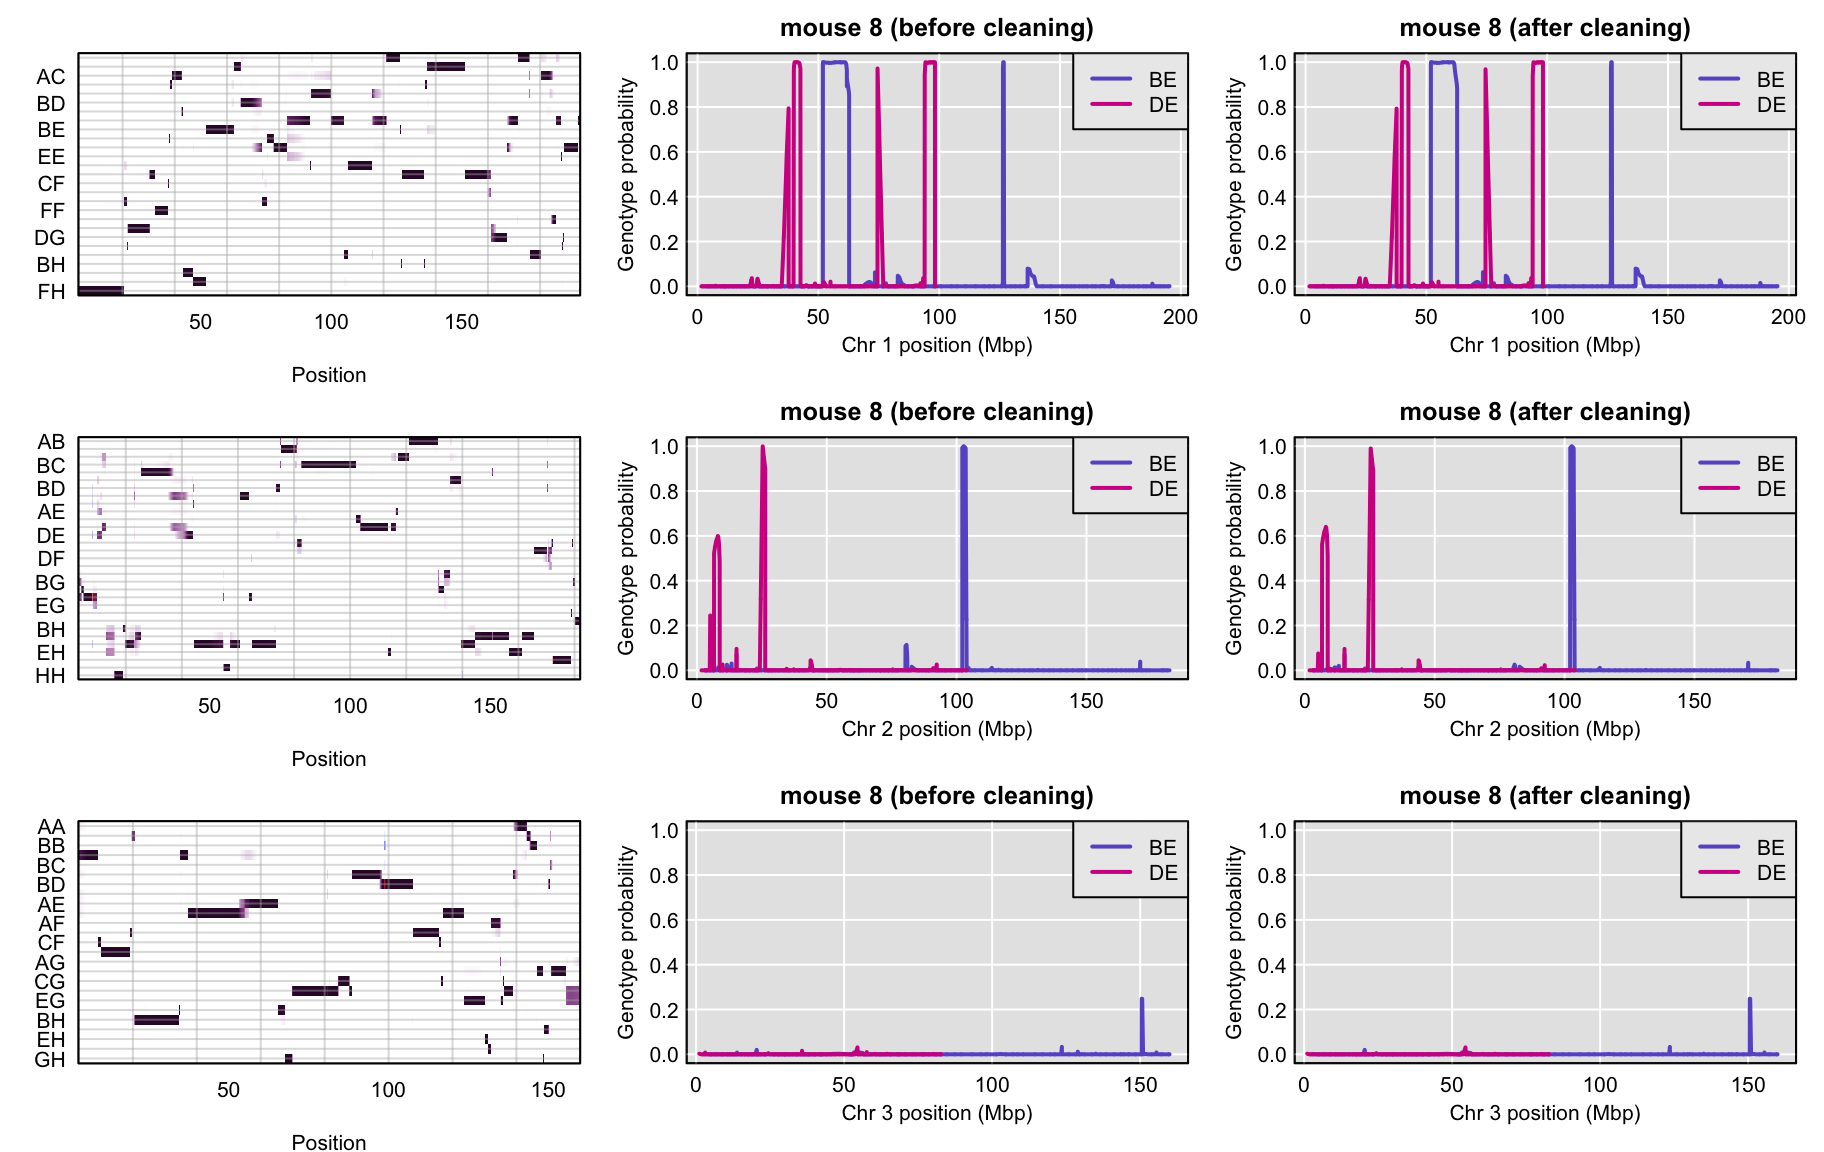 AC
BD
BE
EE
CF
FF
DG
BH
FH
50 100 150
Position
mouse 8 (before cleaning)
Genotype probability
1.0
0.8
0.6
0.4
0.2
0.0
BE
DE
0 50 100 150 200
Chr 1 position (Mbp)
mouse 8 (after cleaning)
Genotype probability
1.0
0.8
0.6
0.4
0.2
0.0
BE
DE
0 50 100 150 200
Chr 1 position (Mbp)
AB
BC
BD
AE
DE
DF
BG
EG
BH
EH
HH
50 100 150
Position
mouse 8 (before cleaning)
Genotype probability
1.0
0.8
0.6
0.4
0.2
0.0
BE
DE
0 50 100 150
Chr 2 position (Mbp)
mouse 8 (after cleaning)
Genotype probability
1.0
0.8
0.6
0.4
0.2
0.0
BE
DE
0 50 100 150
Chr 2 position (Mbp)
AA
BB
BC
BD
AE
AF
CF
AG
CG
EG
BH
EH
GH
50 100 150
Position
mouse 8 (before cleaning)
Genotype probability
1.0
0.8
0.6
0.4
0.2
0.0
BE
DE
0 50 100 150
Chr 3 position (Mbp)
mouse 8 (after cleaning)
Genotype probability
1.0
0.8
0.6
0.4
0.2
0.0
BE
DE
0 50 100 150
Chr 3 position (Mbp)